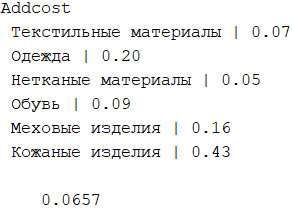 Addcost
Текстильные материалы | 0.07
Одежда | 0.20
Нетканые материалы | 0.05
Обувь | 0.09
Меховые изделия | 0.16
Кожаные изделия | 0.43
0.0657